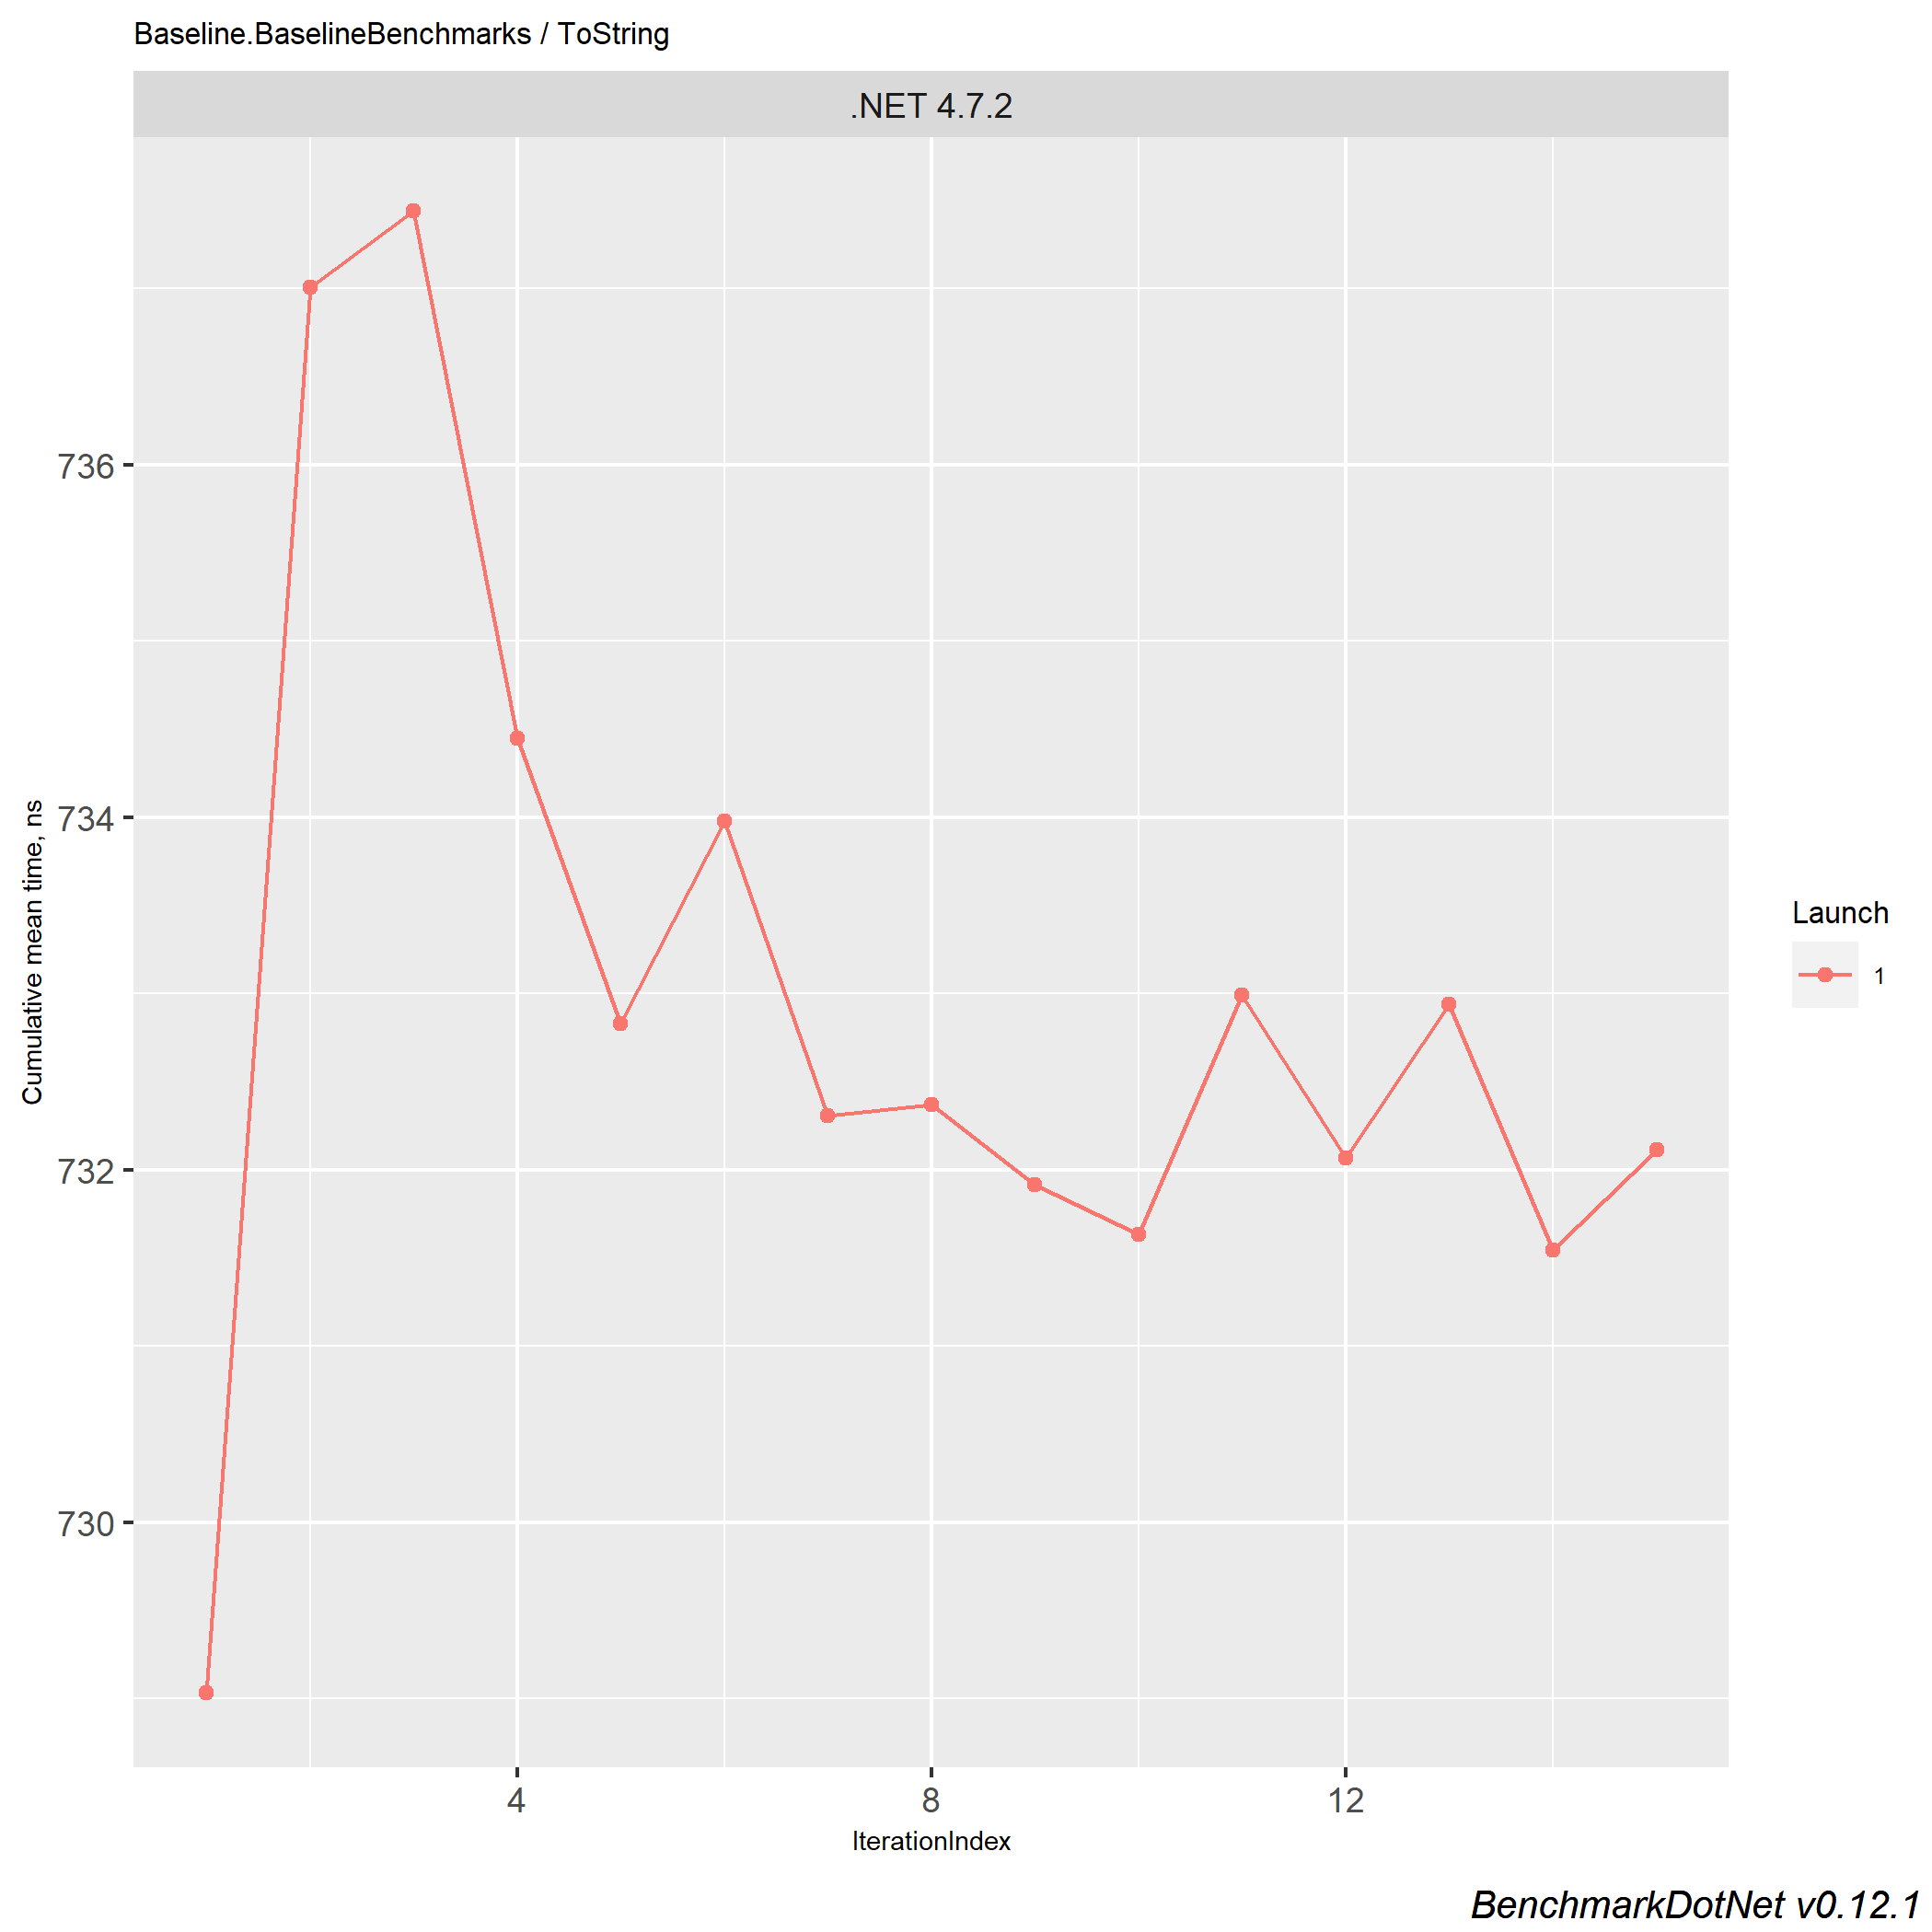 Baseline.BaselineBenchmarks / ToString
.NET 4.7.2
736
734
732
730
Cumulative mean time, ns
4 8 12
IterationIndex
Launch
1
BenchmarkDotNet v0.12.1